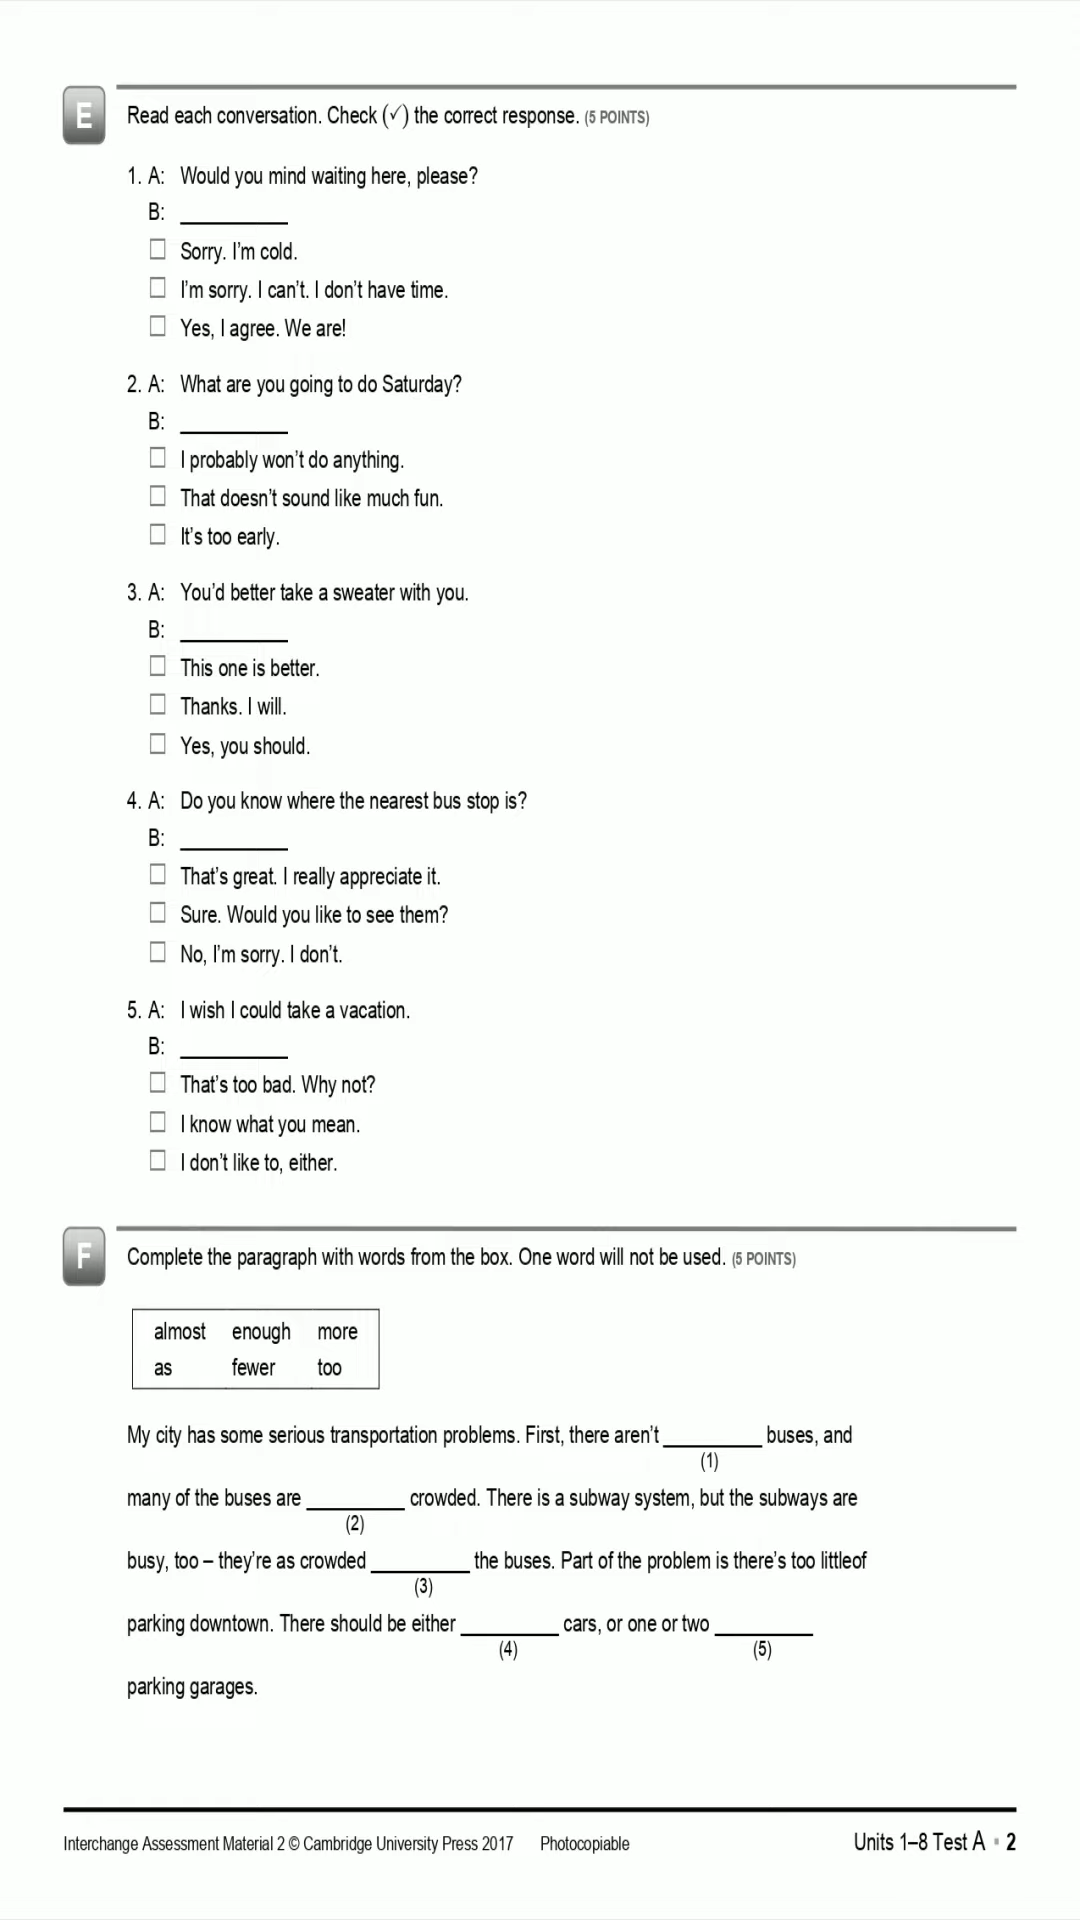 E Read each conversation. Check (✓) the correct response. (5 POINTS)
1. A: Would you mind waiting here, please?
B: __________
☐ Sorry. I'm cold.
☐ I'm sorry. I can't. I don't have time.
☐ Yes, I agree. We are!
2. A: What are you going to do Saturday?
B: __________
☐ I probably won't do anything.
☐ That doesn't sound like much fun.
☐ It's too early.
3. A: You'd better take a sweater with you.
B: __________
☐ This one is better.
☐ Thanks. I will.
☐ Yes, you should.
4. A: Do you know where the nearest bus stop is?
B: __________
☐ That's great. I really appreciate it.
☐ Sure. Would you like to see them?
☐ No, I'm sorry. I don't.
5. A: I wish I could take a vacation.
B: __________
☐ That's too bad. Why not?
☐ I know what you mean.
☐ I don't like to, either.
F Complete the paragraph with words from the box. One word will not be used. (5 POINTS)
almost enough more
as fewer too
My city has some serious transportation problems. First, there aren't _________ buses, and
(1)
many of the buses are _________ crowded. There is a subway system, but the subways are
(2)
busy, too – they're as crowded _________ the buses. Part of the problem is there's too littleof
(3)
parking downtown. There should be either _________ cars, or one or two _________
(4) (5)
parking garages.
Interchange Assessment Material 2 © Cambridge University Press 2017 Photocopiable Units 1–8 Test A ▪ 2